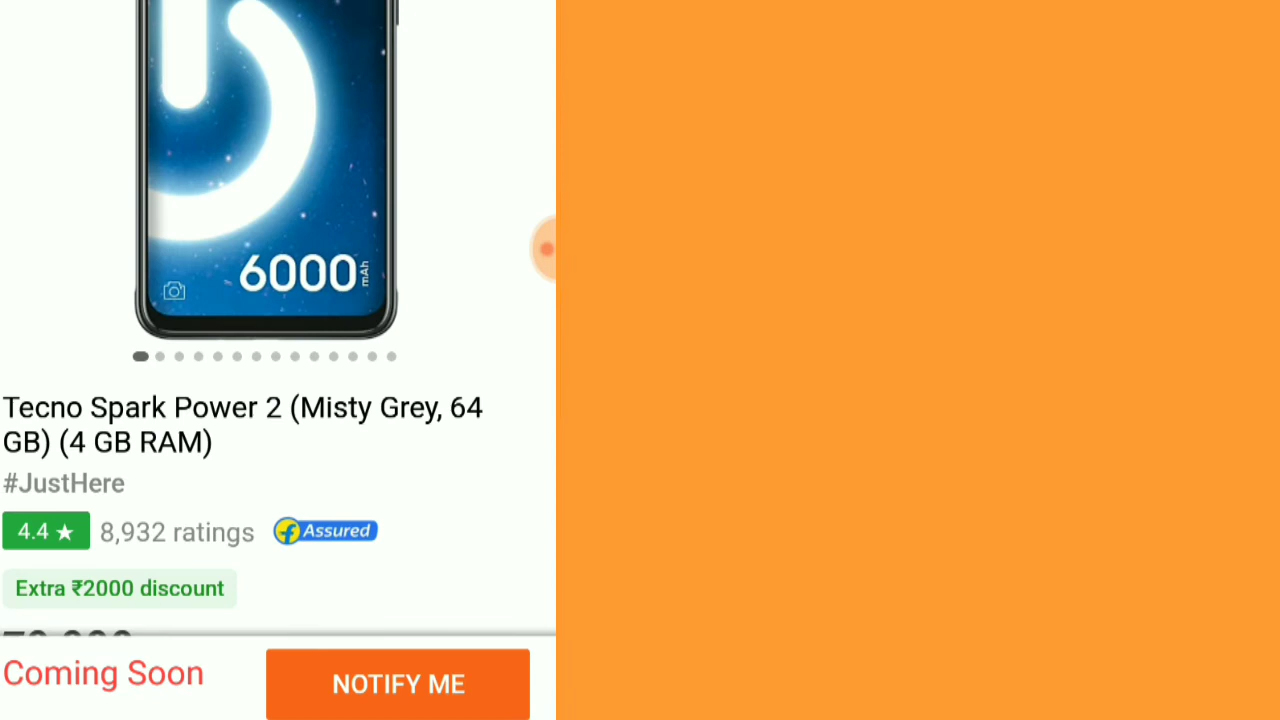 6000 mAh
Tecno Spark Power 2 (Misty Grey, 64
GB) (4 GB RAM)
#JustHere
4.4 ★ 8,932 ratings Assured
Extra ₹2000 discount
Coming Soon
NOTIFY ME